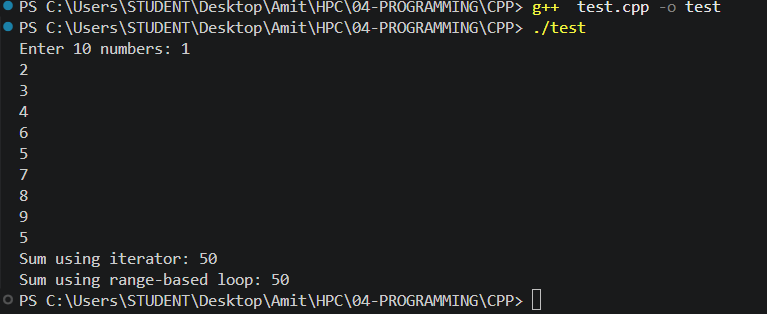 PS C:\Users\STUDENT\Desktop\Amit\HPC\04-PROGRAMMING\CPP> g++  test.cpp -o test
PS C:\Users\STUDENT\Desktop\Amit\HPC\04-PROGRAMMING\CPP> ./test
Enter 10 numbers: 1
2
3
4
6
5
7
8
9
5
Sum using iterator: 50
Sum using range-based loop: 50
PS C:\Users\STUDENT\Desktop\Amit\HPC\04-PROGRAMMING\CPP>